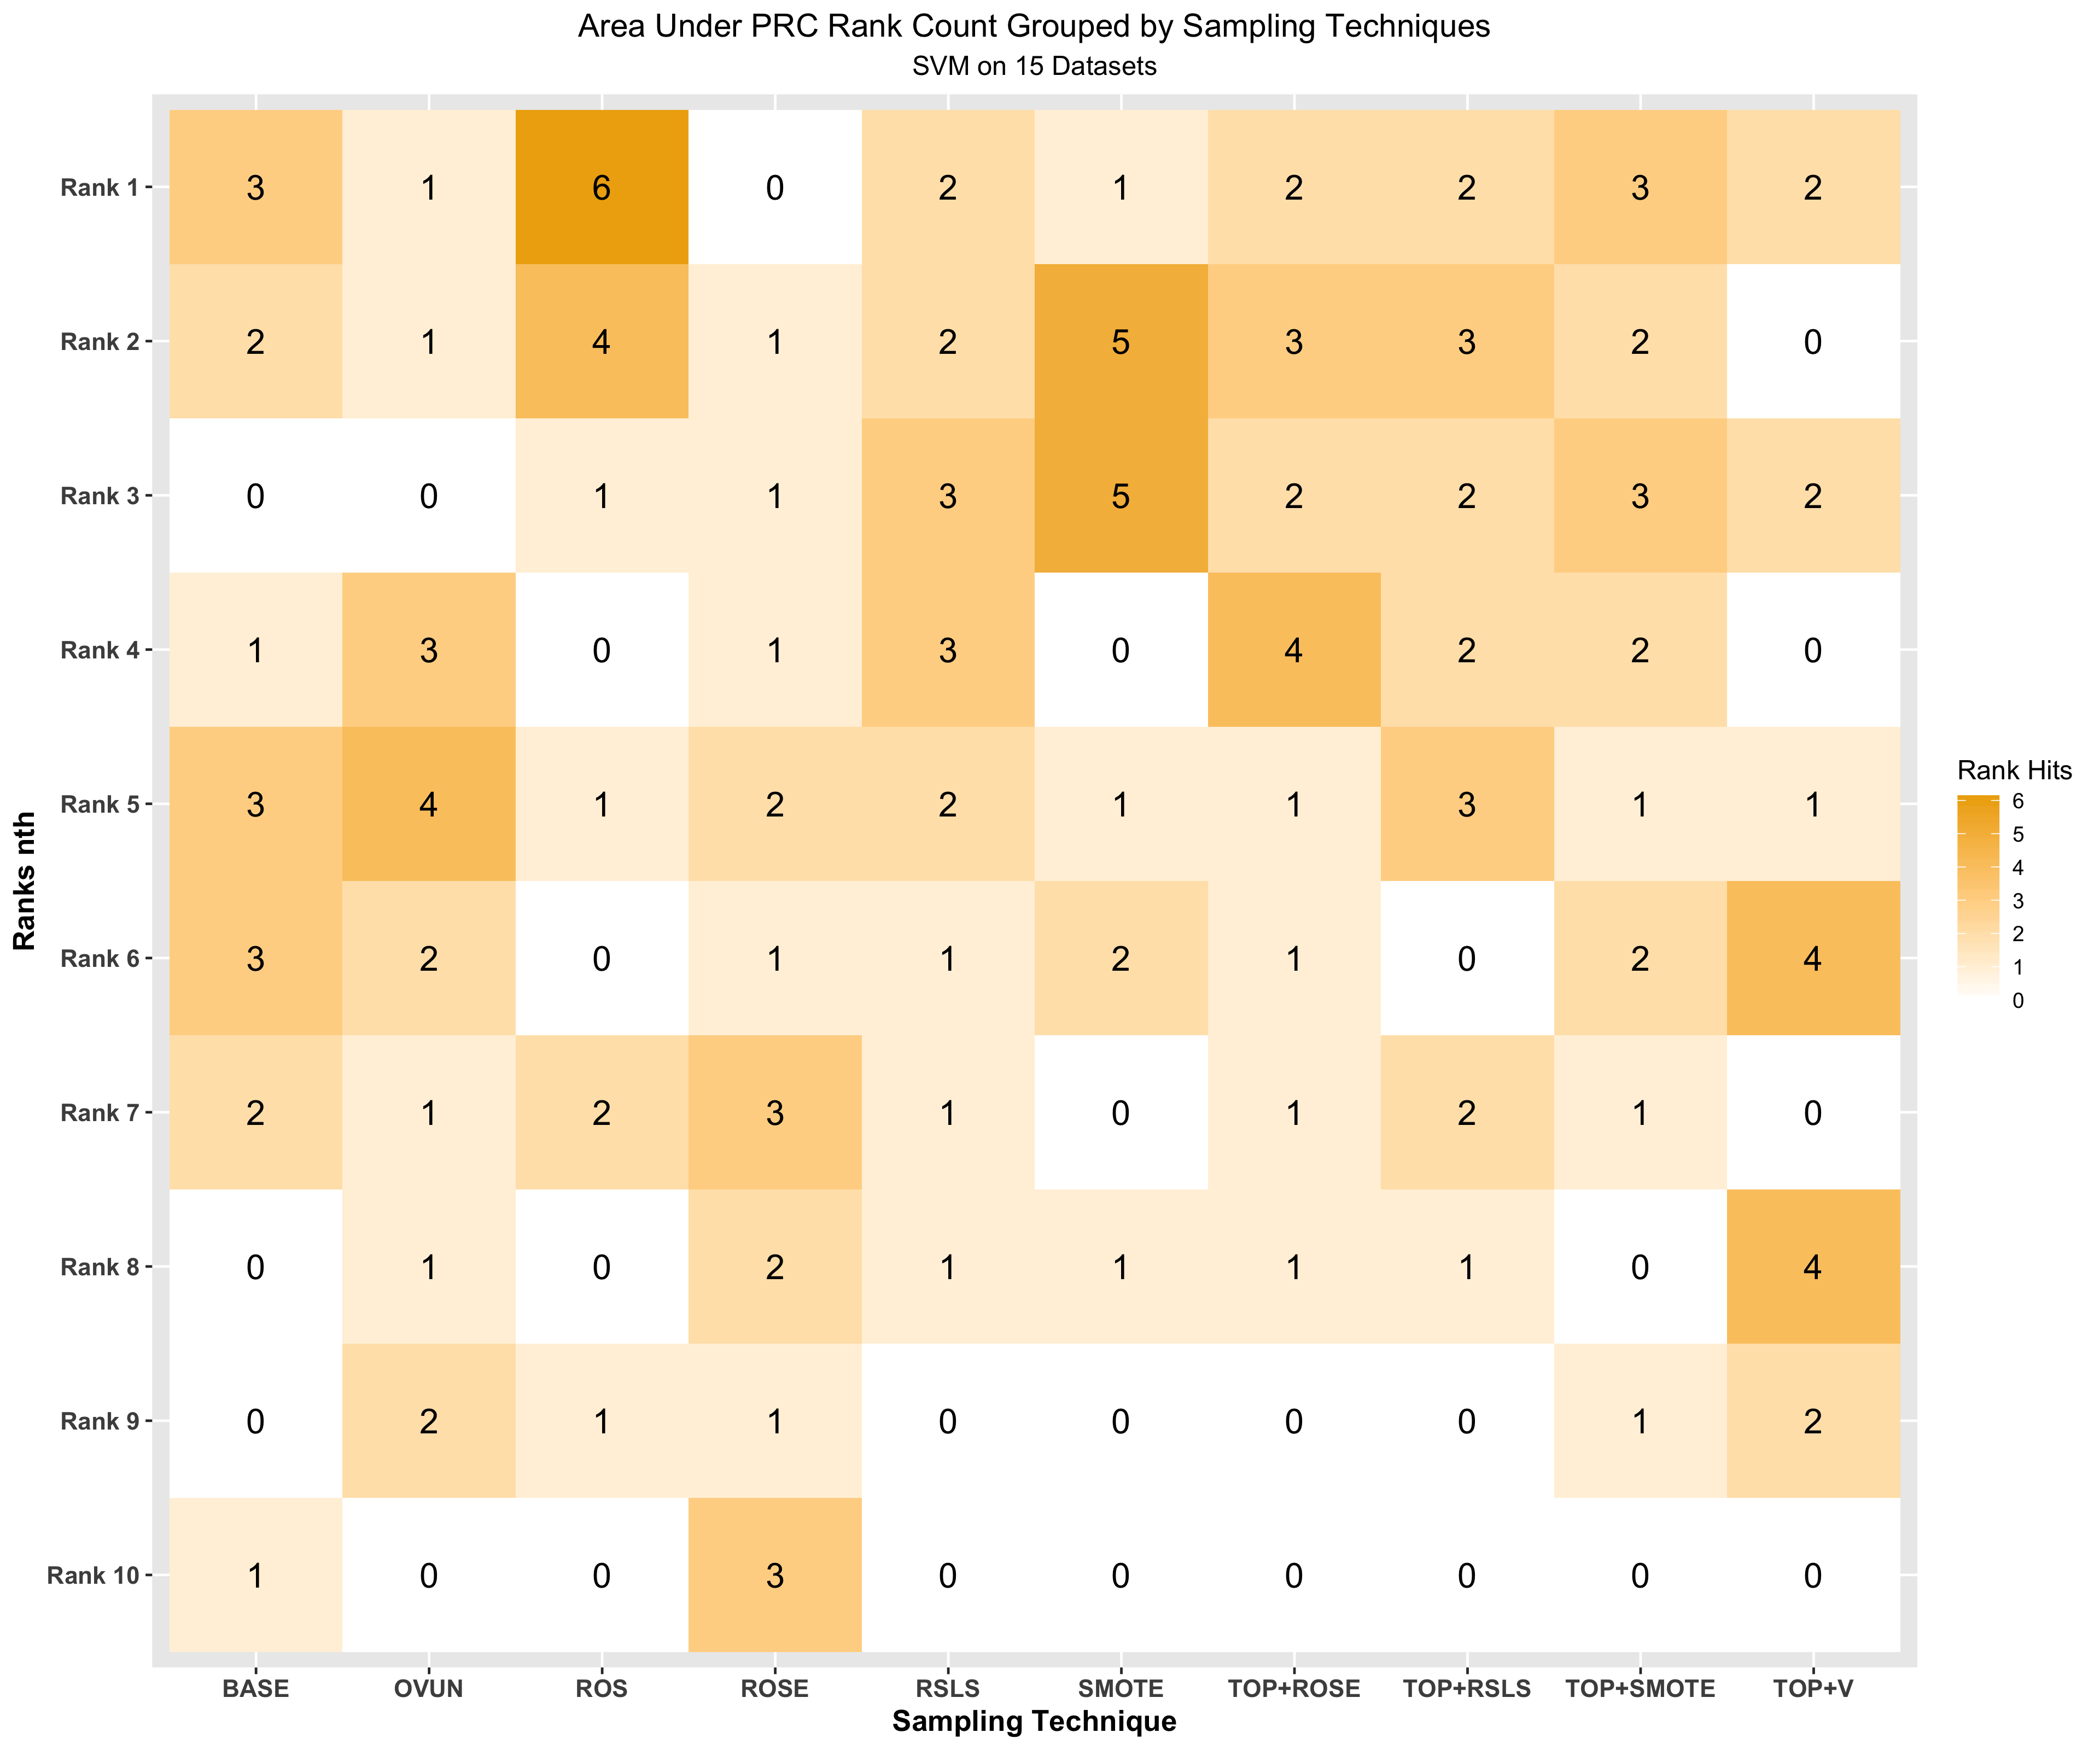 Area Under PRC Rank Count Grouped by Sampling Techniques
SVM on 15 Datasets
Rank 1 3 1 6 0 2 1 2 2 3 2
Rank 2 2 1 4 1 2 5 3 3 2 0
Rank 3 0 0 1 1 3 5 2 2 3 2
Rank 4 1 3 0 1 3 0 4 2 2 0
Rank 5 3 4 1 2 2 1 1 3 1 1
Rank 6 3 2 0 1 1 2 1 0 2 4
Rank 7 2 1 2 3 1 0 1 2 1 0
Rank 8 0 1 0 2 1 1 1 1 0 4
Rank 9 0 2 1 1 0 0 0 0 1 2
Rank 10 1 0 0 3 0 0 0 0 0 0
BASE OVUN ROS ROSE RSLS SMOTE TOP+ROSE TOP+RSLS TOP+SMOTE TOP+V
Sampling Technique
Ranks nth
Rank Hits
6
5
4
3
2
1
0